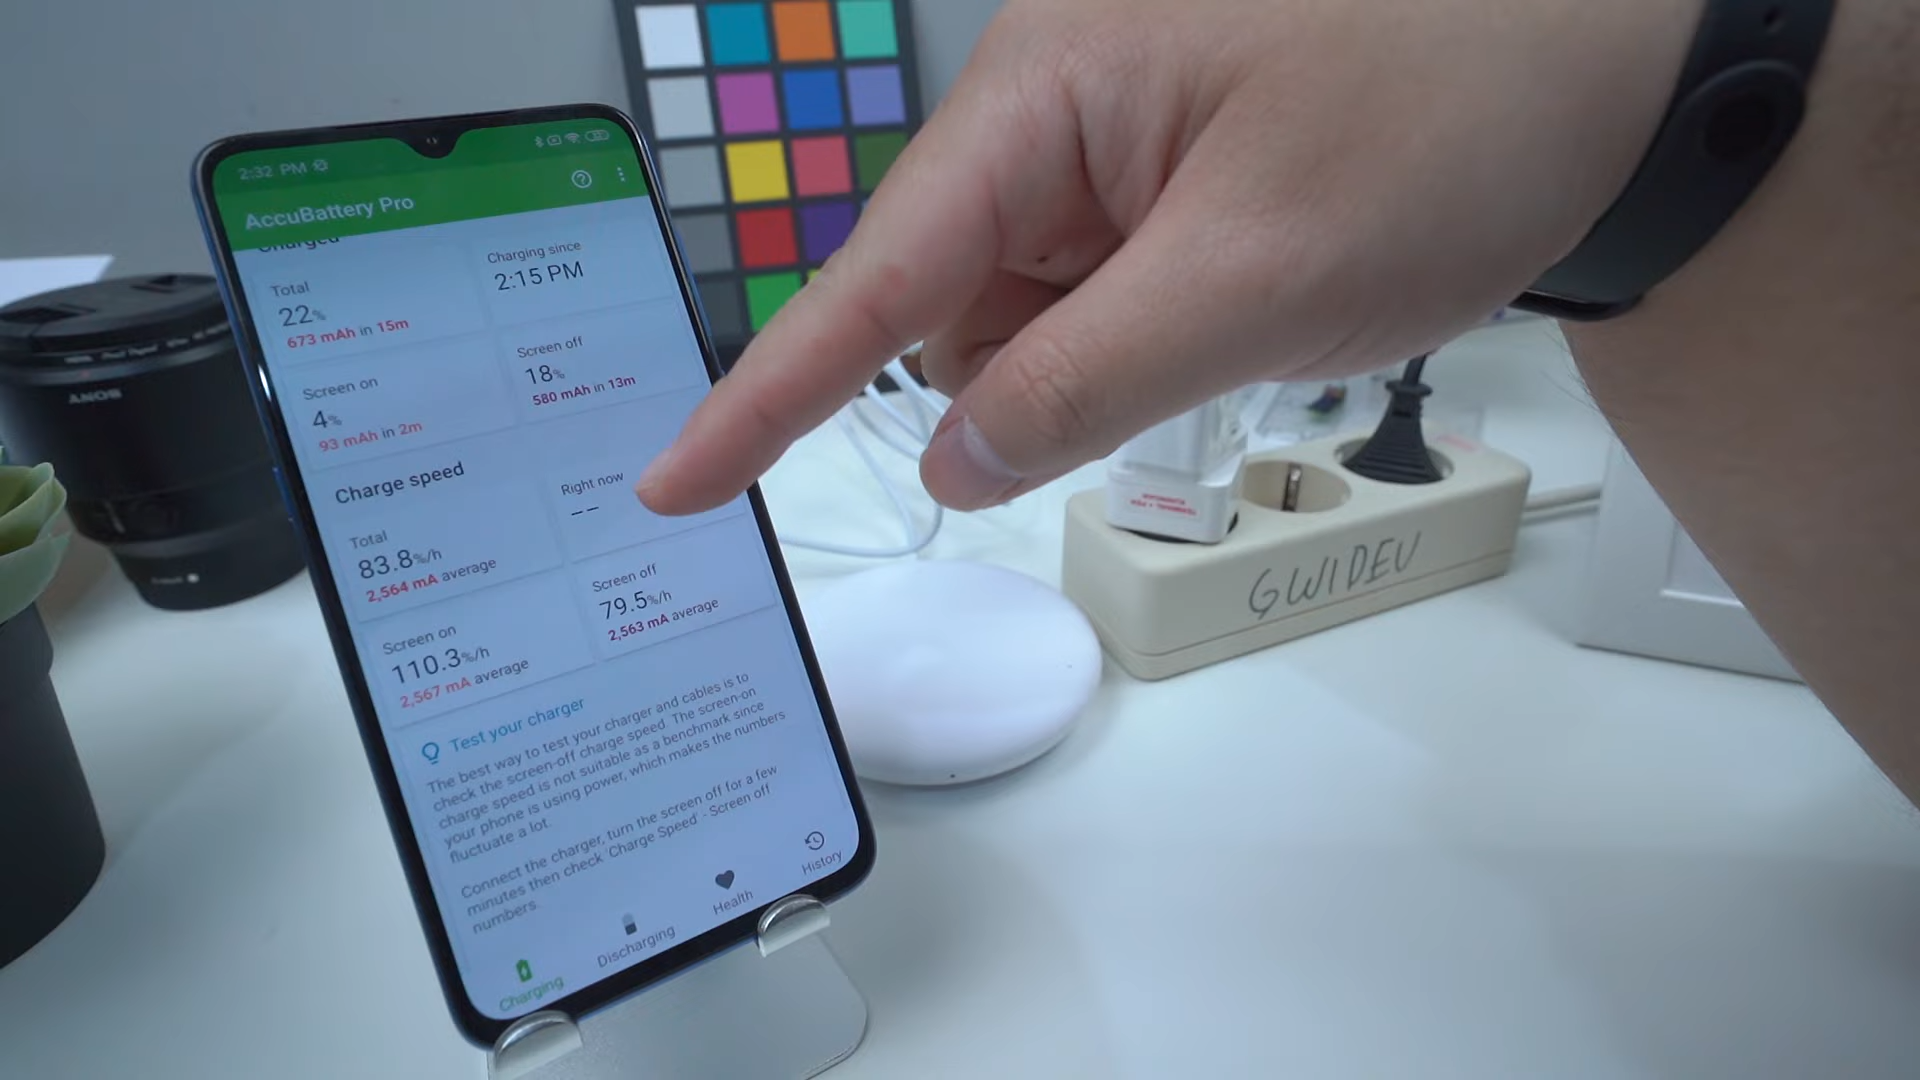 2:32 PM
AccuBattery Pro
Charged
Total
22%
673 mAh in 15m
Charging since
2:15 PM
Screen on
4%
93 mAh in 2m
Screen off
18%
580 mAh in 13m
Charge speed
Total
83.8%/h
2,564 mA average
Right now
--
Screen on
110.3%/h
2,567 mA average
Screen off
79.5%/h
2,563 mA average
Test your charger
The best way to test your charger and cables is to
check the screen-off charge speed. The screen-on
charge speed is not suitable as a benchmark since
your phone is using power, which makes the numbers
fluctuate a lot.
Connect the charger, turn the screen off for a few
minutes then check 'Charge Speed' - Screen off
numbers.
Charging
Discharging
Health
History
SONY
GWIDEU